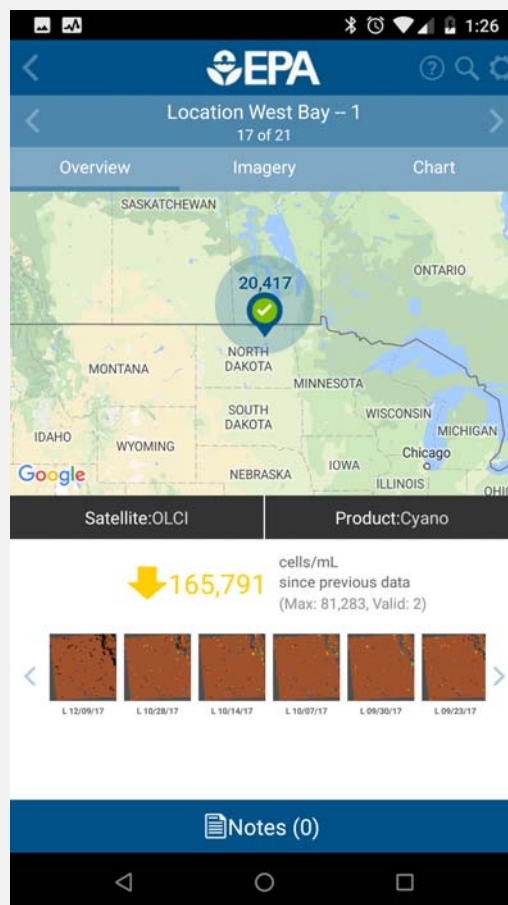 1:26
EPA
?
Location West Bay -- 1
17 of 21
Overview
Imagery
Chart
SASKATCHEWAN
20,417
ONTARIO
NORTH
DAKOTA
MONTANA
MINNESOTA
SOUTH
DAKOTA
WISCONSIN
MICHIGAN
IDAHO
WYOMING
Chicago
IOWA
Google
NEBRASKA
ILLINOIS
OHIO
Satellite:OLCI
Product:Cyano
165,791
cells/mL
since previous data
(Max: 81,283, Valid: 2)
L 12/09/17
L 10/28/17
L 10/14/17
L 10/07/17
L 09/30/17
L 09/23/17
Notes (0)